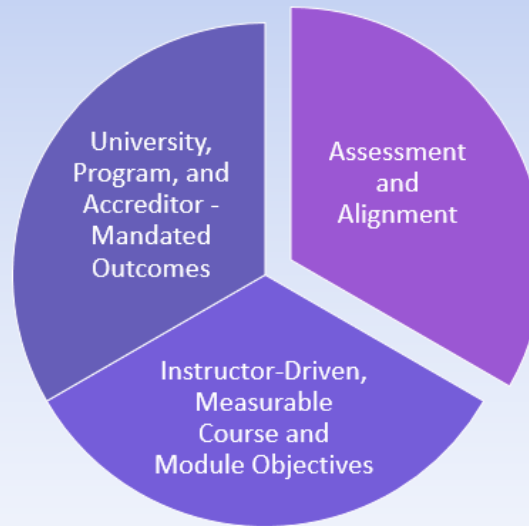 University,
Program, and
Accreditor -
Mandated
Outcomes
Assessment
and
Alignment
Instructor-Driven,
Measurable
Course and
Module Objectives